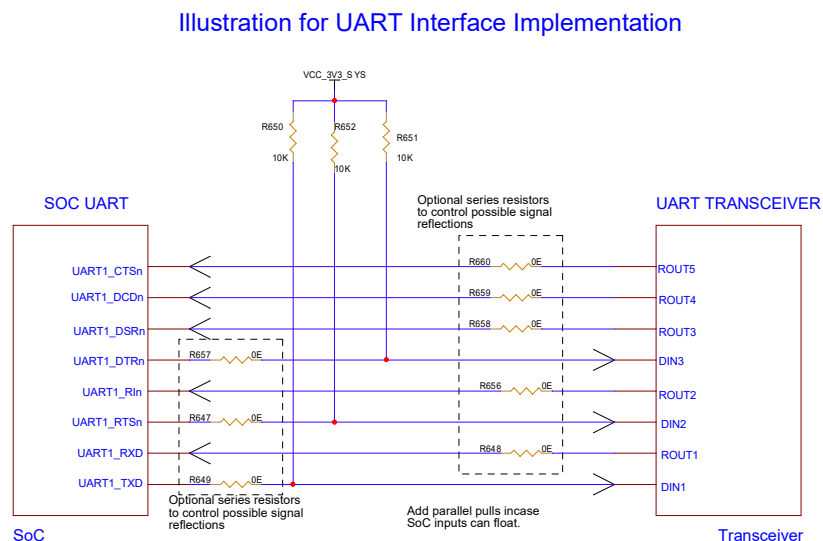 Illustration for UART Interface Implementation
VCC_3V3_SYS
R650
R652
R651
10K
10K
10K
SOC UART
Optional series resistors
to control possible signal
reflections
UART TRANSCEIVER
UART1_CTSn
R660
0E
ROUT5
UART1_DCDn
R659
0E
ROUT4
UART1_DSRn
R658
0E
ROUT3
UART1_DTRn
R657
0E
DIN3
UART1_RIn
R656
0E
ROUT2
UART1_RTSn
R647
0E
DIN2
UART1_RXD
R648
0E
ROUT1
UART1_TXD
R649
0E
DIN1
Optional series resistors
to control possible signal
reflections
Add parallel pulls incase
SoC inputs can float.
SoC
Transceiver